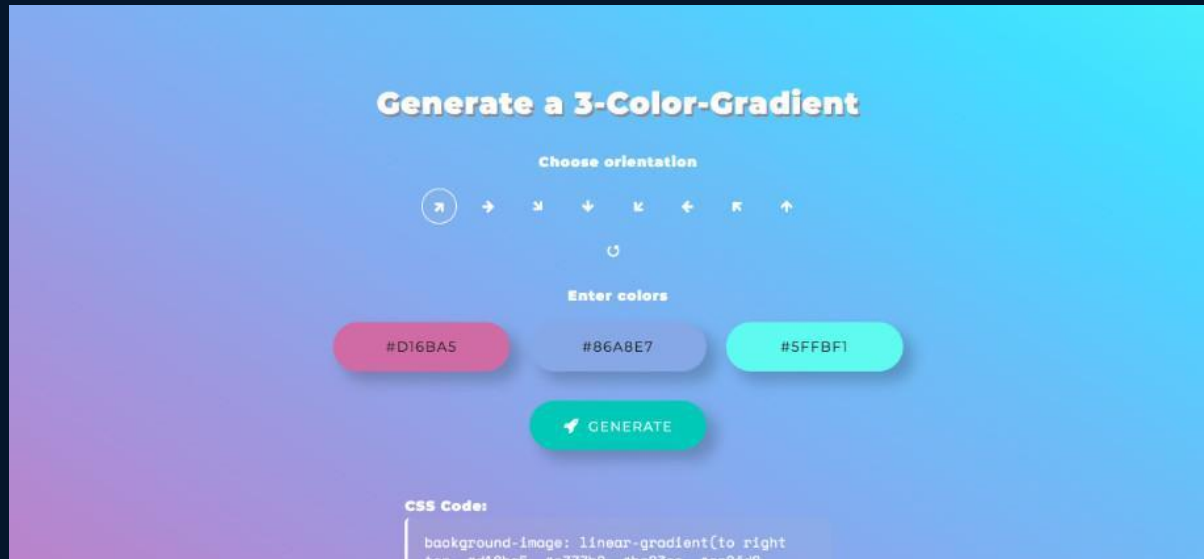 Generate a 3-Color-Gradient
Choose orientation
Enter colors
#D16BA5 #86A8E7 #5FFBF1
GENERATE
CSS Code:
background-image: linear-gradient(to right